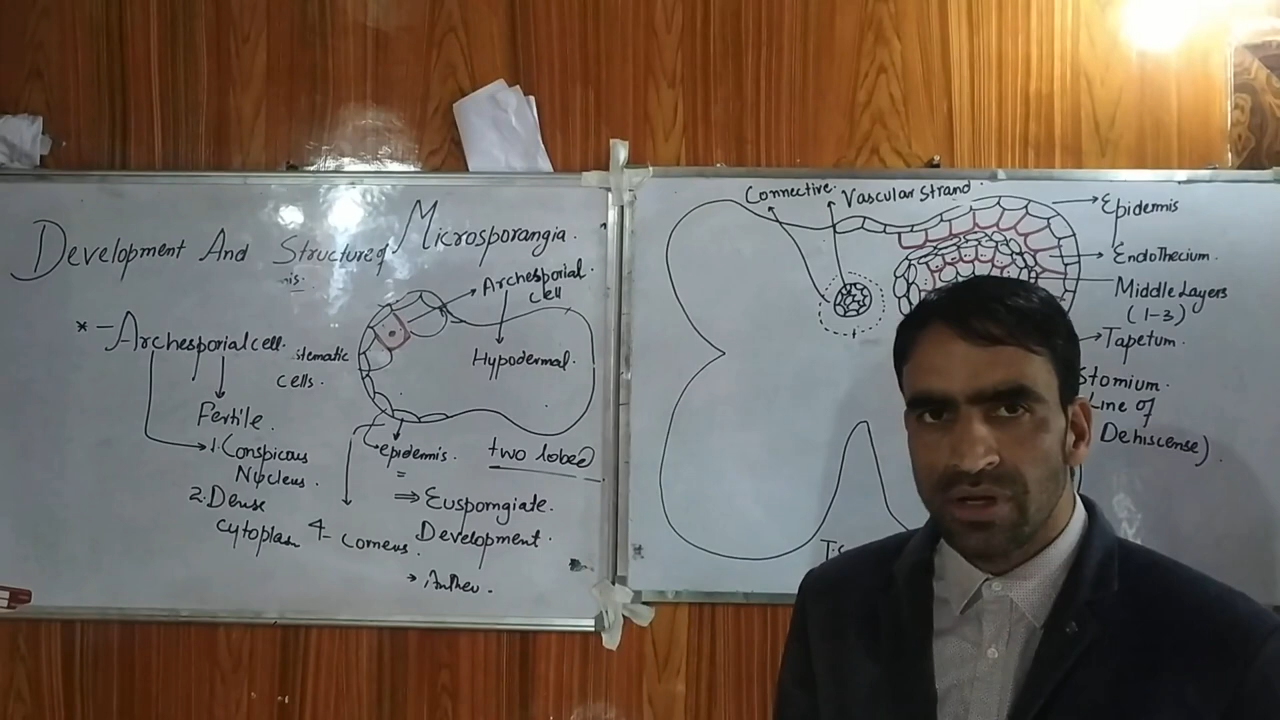 Development And Structure of Microsporangia.
* - Archesporial cell.
Fertile.
1. Conspicous
Nucleus.
2. Dense
cytoplasm
stematic
cells.
Archesporial.
cell
Hypodermal.
epidermis.
two lobed
4- corners.
⇒ Eusporngiate.
Development.
→ Anther.
Connective.
Vascular Strand.
Epidermis
Endothecium.
Middle Layers
(1-3)
Tapetum.
Stomium.
Line of
Dehiscense).